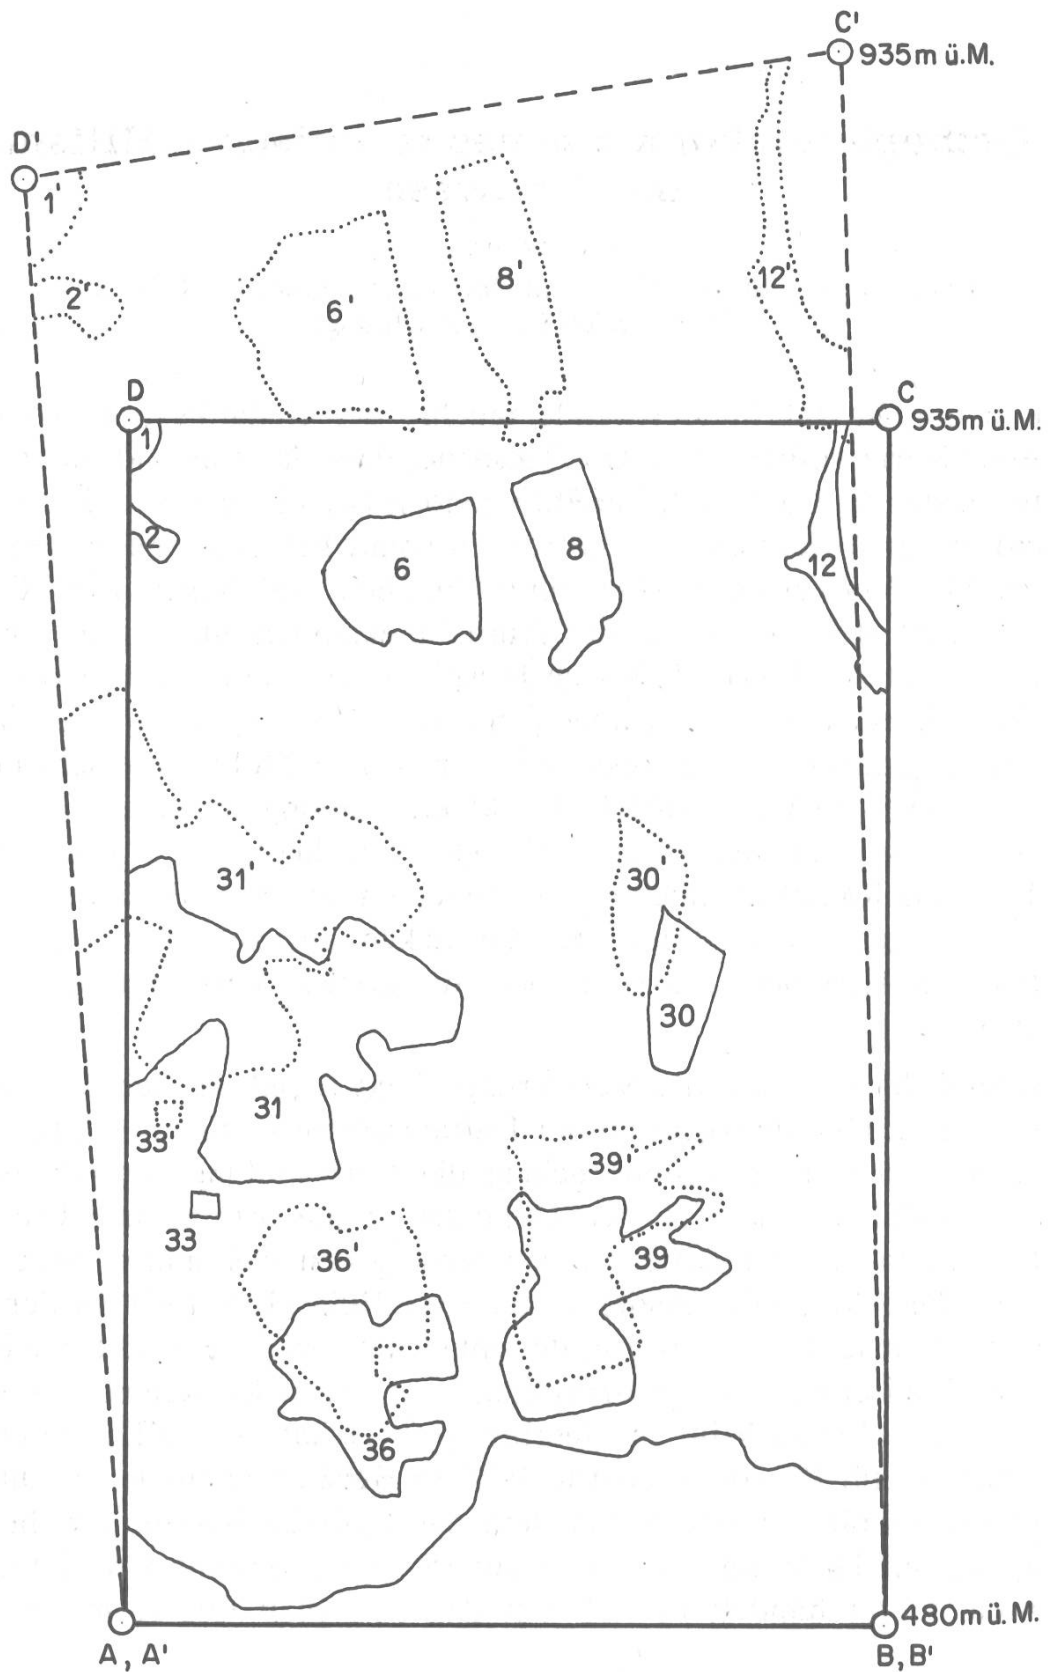 C'
935m ü.M.
D'
1'
2'
6'
8'
12'
D
C
935m ü.M.
1
2
6
8
12
31'
30'
30
31
33'
39'
33
36'
39
36
480m ü.M.
A, A'
B, B'